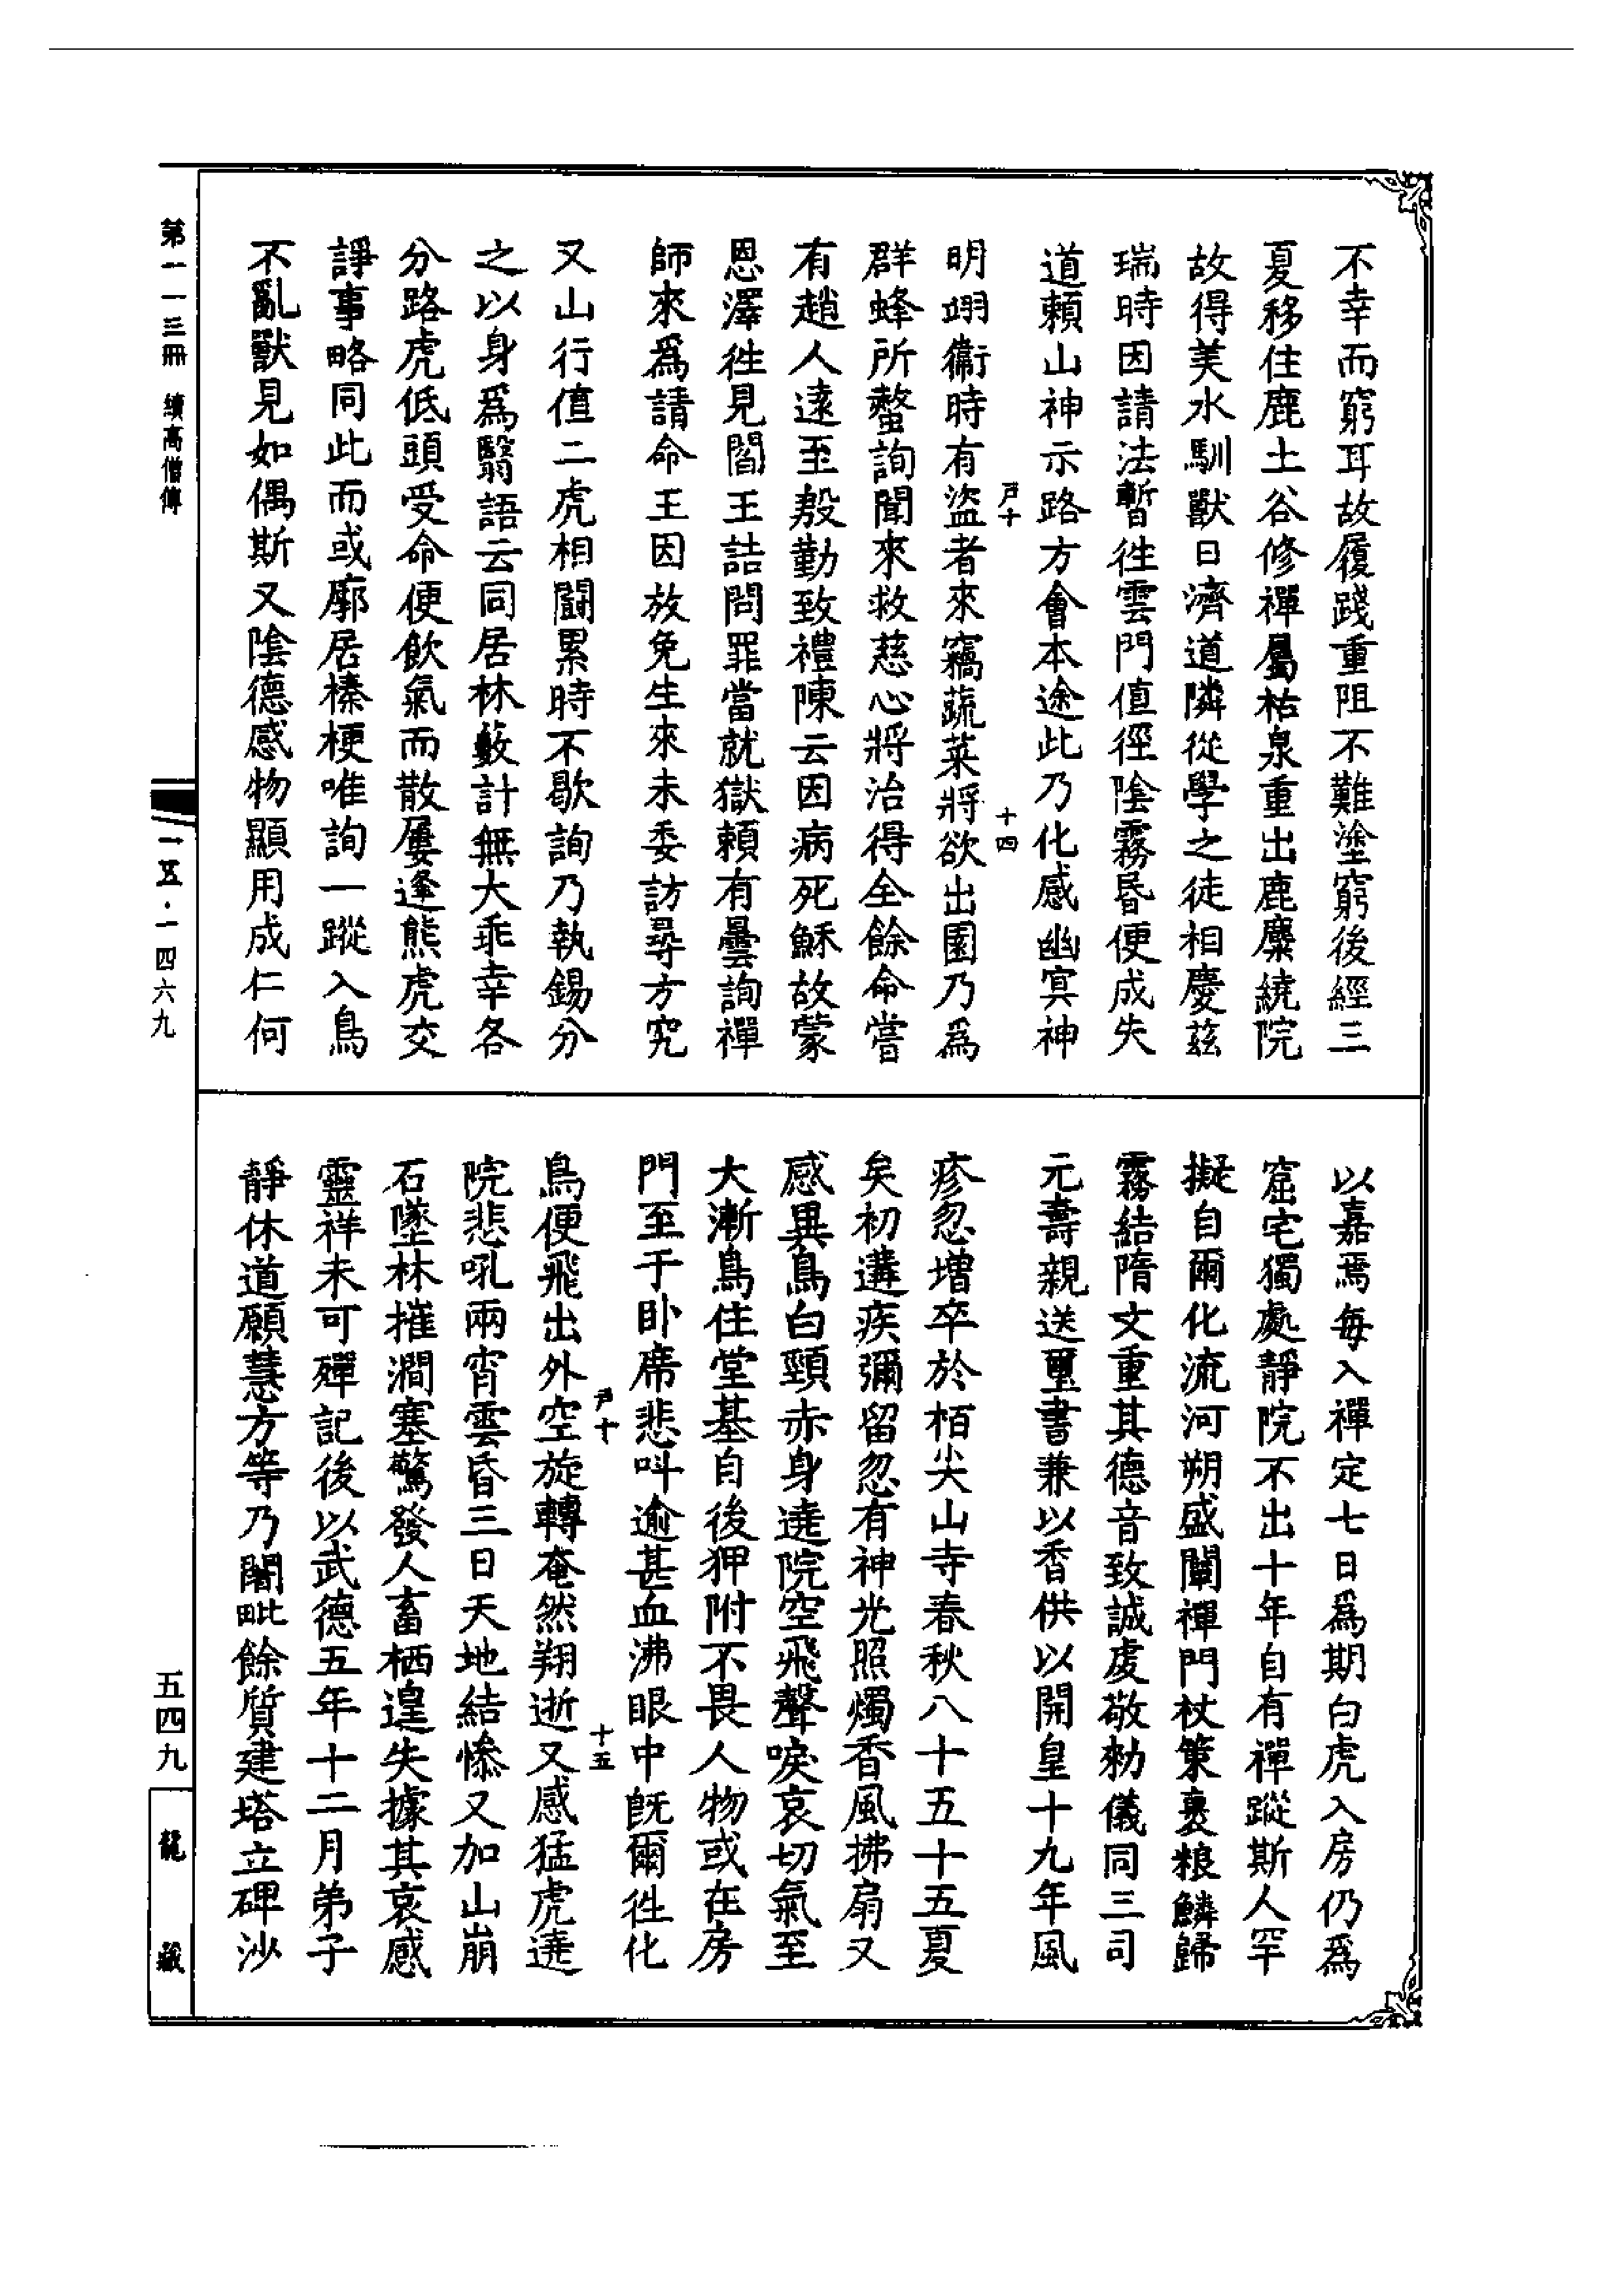 不幸而窮耳故履踐重阻不難塗窮後經三
夏移住鹿土谷修禪屬枯泉重出鹿麋繞院
故得美水馴獸日濟道隣從學之徒相慶茲
瑞時因請法暫徃雲門值徑陰霧昏便成失
道賴山神示路方會本途此乃化感幽冥神
戸十
十四
明翊衞時有盜者來竊蔬菜將欲出園乃爲
群蜂所螫詢聞來救慈心將治得全餘命嘗
有趙人遠至殷勤致禮陳云因病死穌故蒙
恩澤徃見閻王詰問罪當就獄賴有曇詢禪
師來爲請命王因放免生來未委訪尋方究
又山行值二虎相鬪累時不歇詢乃執錫分
之以身爲翳語云同居林藪計無大乖幸各
分路虎低頭受命便飲氣而散屢逢熊虎交
諍事略同此而或廓居榛梗唯詢一蹤入鳥
不亂獸見如偶斯又陰德感物顯用成仁何
以嘉焉每入禪定七日爲期白虎入房仍爲
窟宅獨處靜院不出十年自有禪蹤斯人罕
擬自爾化流河朔盛闡禪門杖策裹粮鱗歸
霧結隋文重其德音致誠虔敬勑儀同三司
元壽親送璽書兼以香供以開皇十九年風
疹忽增卒於栢尖山寺春秋八十五十五夏
矣初遘疾彌留忽有神光照燭香風拂扇又
感異鳥白頸赤身遶院空飛聲唳哀切氣至
大漸鳥住堂基自後狎附不畏人物或在房
門至于卧席悲叫逾甚血沸眼中旣爾徃化
戸十
十五
鳥便飛出外空旋轉奄然翔逝又感猛虎遶
院悲吼兩宵雲昏三日天地結慘又加山崩
石墜林摧澗塞驚發人畜栖遑失據其哀感
靈祥未可殫記後以武德五年十二月弟子
靜休道願慧方等乃闍毗餘質建塔立碑沙
第一一三冊 續高僧傳
一五·一四六九
五四九
龍藏